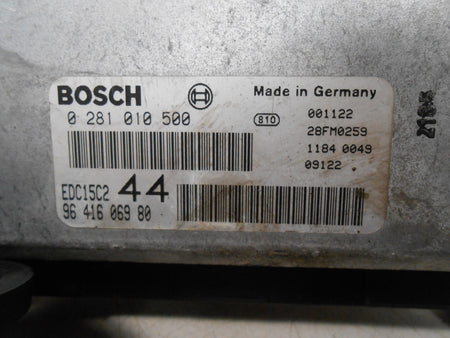 BOSCH
Made in Germany
0 281 010 500
810
001122
28FM0259
1184 0049
09122
EDC15C2 44
96 416 069 80